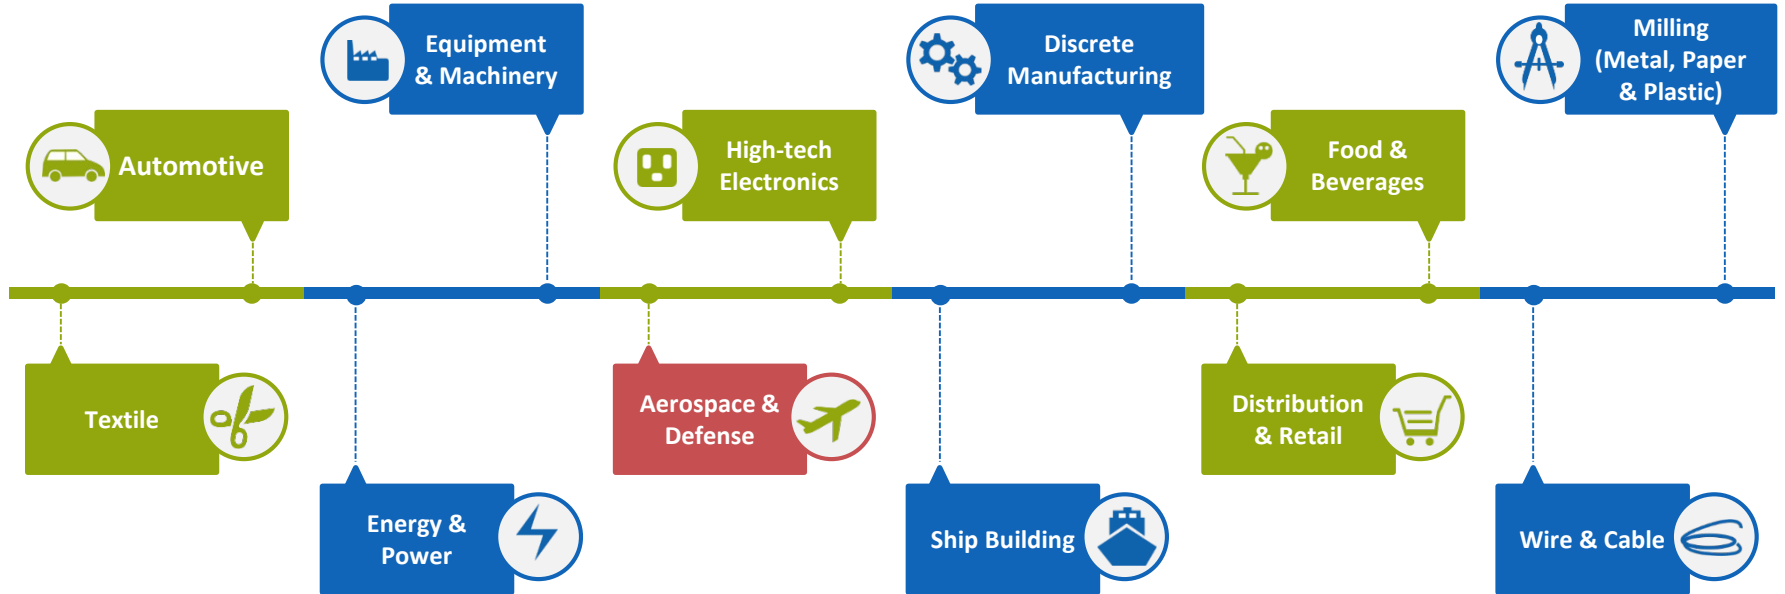 Equipment
& Machinery
Discrete
Manufacturing
Milling
(Metal, Paper
& Plastic)
Automotive
High-tech
Electronics
Food &
Beverages
Textile
Aerospace &
Defense
Distribution
& Retail
Energy &
Power
Ship Building
Wire & Cable